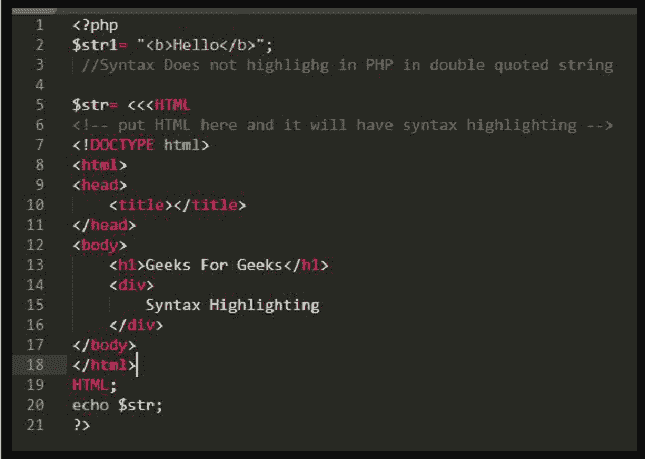 1 <?php
2 $str1= "<b>Hello</b>";
3 //Syntax Does not highlighg in PHP in double quoted string
4
5 $str= <<<HTML
6 <!-- put HTML here and it will have syntax highlighting -->
7 <!DOCTYPE html>
8 <html>
9 <head>
10 <title></title>
11 </head>
12 <body>
13 <h1>Geeks For Geeks</h1>
14 <div>
15 Syntax Highlighting
16 </div>
17 </body>
18 </html>
19 HTML;
20 echo $str;
21 ?>